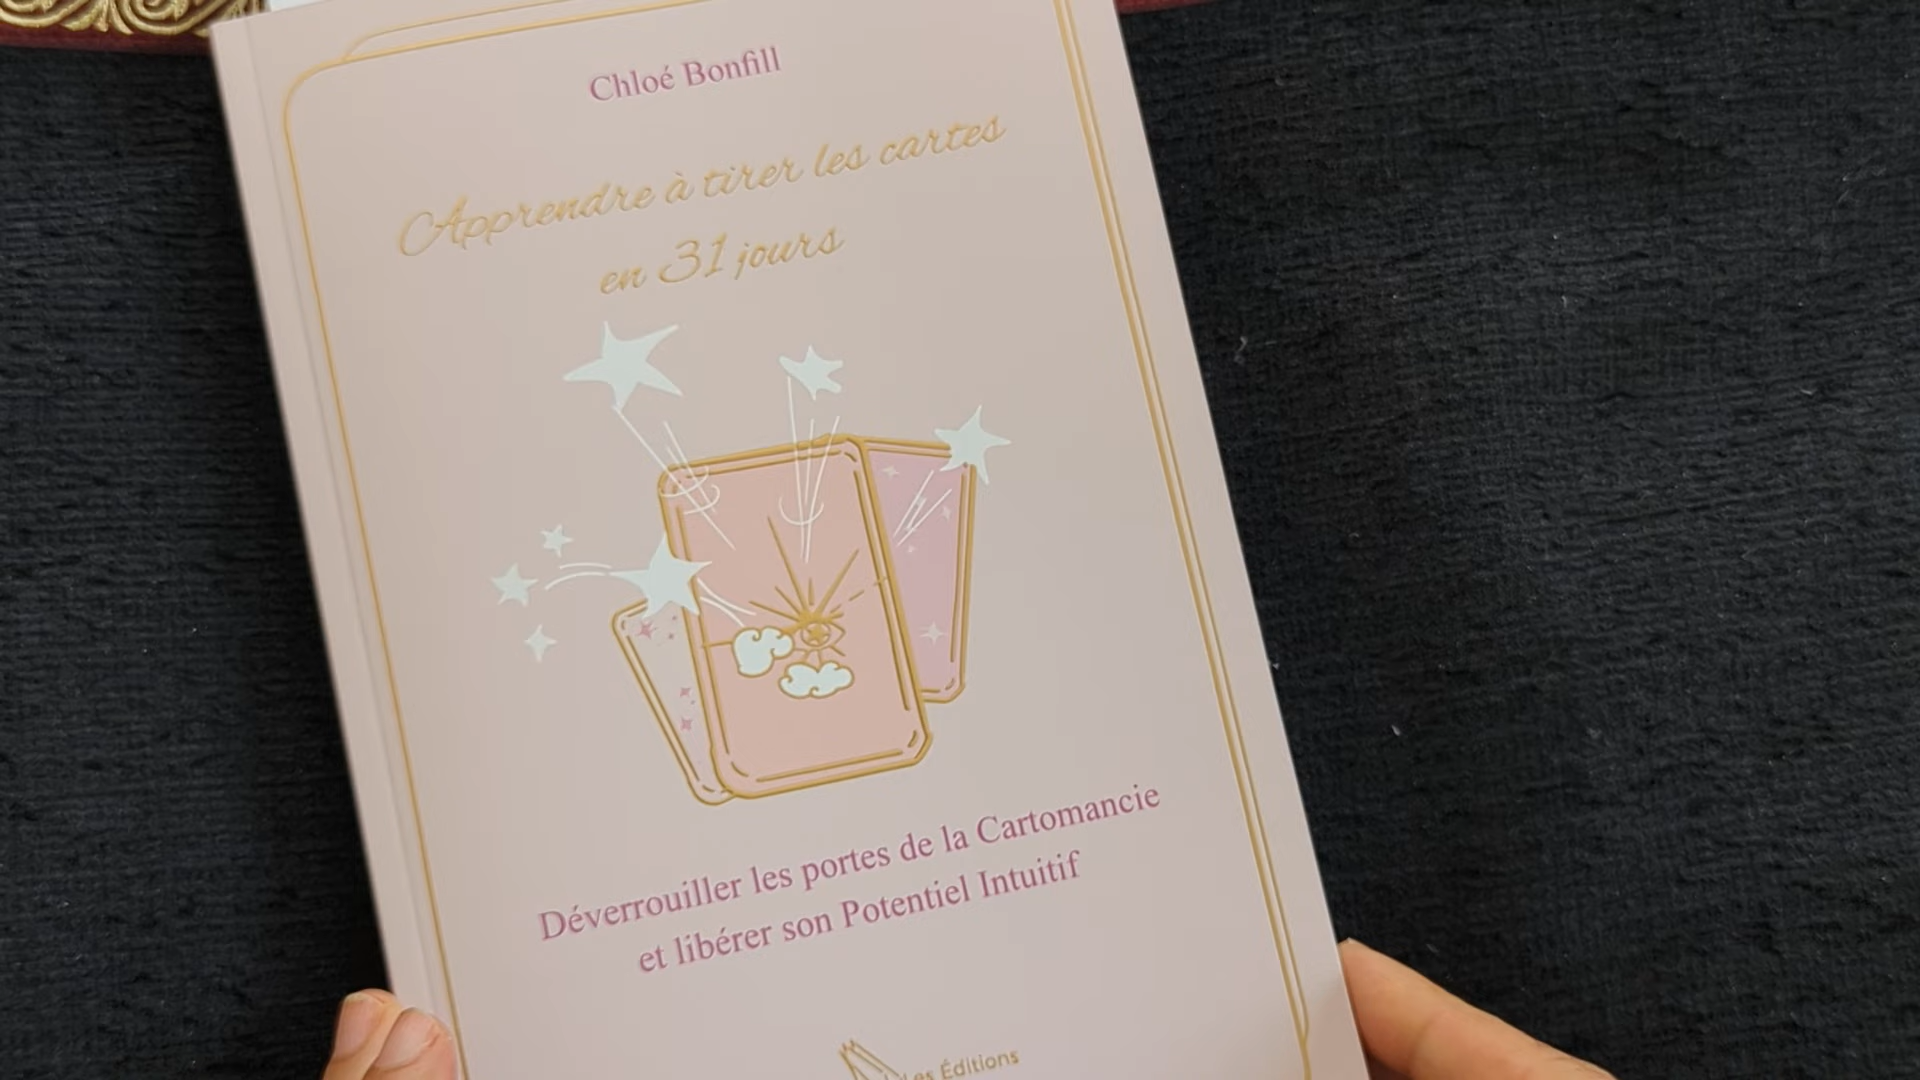 Chloé Bonfill
Apprendre à tirer les cartes
en 31 jours
Déverrouiller les portes de la Cartomancie
et libérer son Potentiel Intuitif
Les Éditions